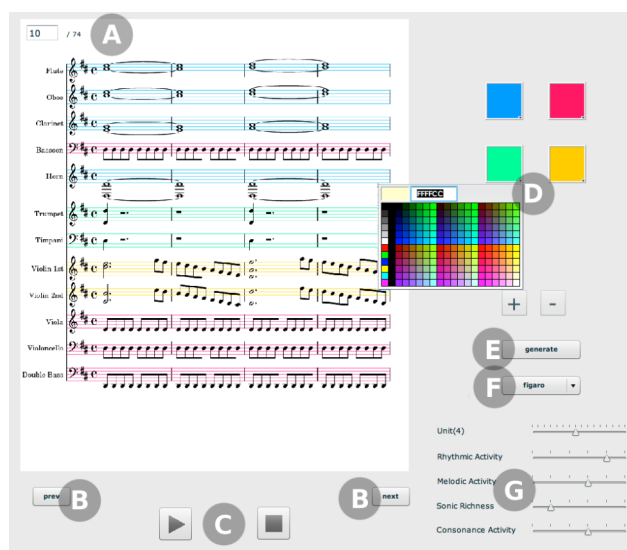 10 / 74
A
Flute
Oboe
Clarinet
Bassoon
Horn
FFFFCC
D
Trumpet
Timpani
Violin 1st
Violin 2nd
+ -
Viola
E generate
Violoncello
F figaro
Double Bass
Unit(4)
Rhythmic Activity
Melodic Activity
G
Sonic Richness
prev B
B next
C
Consonance Activity